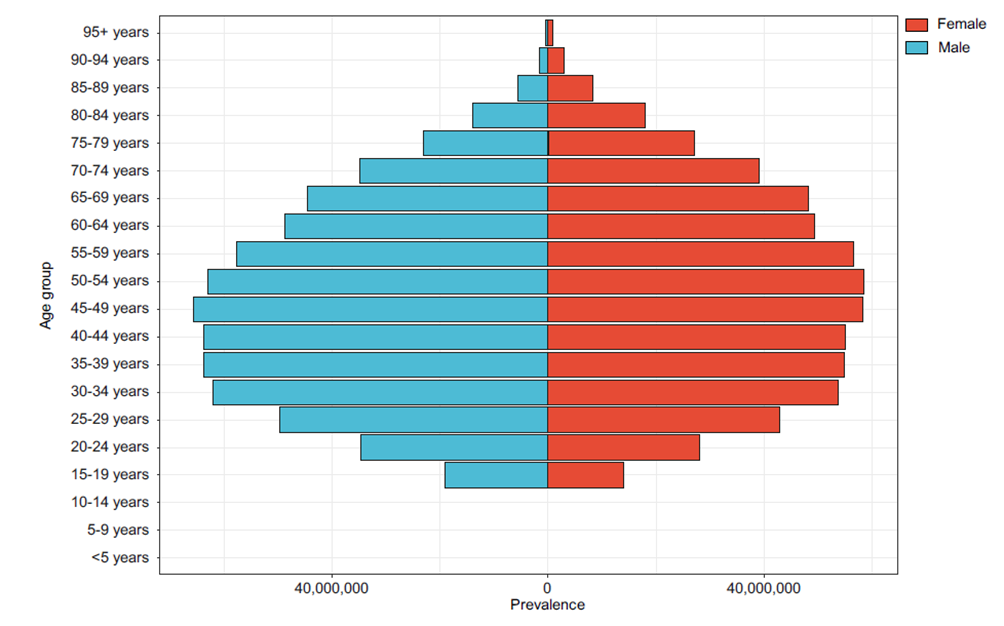 Female
Male
95+ years
90-94 years
85-89 years
80-84 years
75-79 years
70-74 years
65-69 years
60-64 years
55-59 years
50-54 years
45-49 years
40-44 years
35-39 years
30-34 years
25-29 years
20-24 years
15-19 years
10-14 years
5-9 years
<5 years
Age group
40,000,000 0 40,000,000
Prevalence